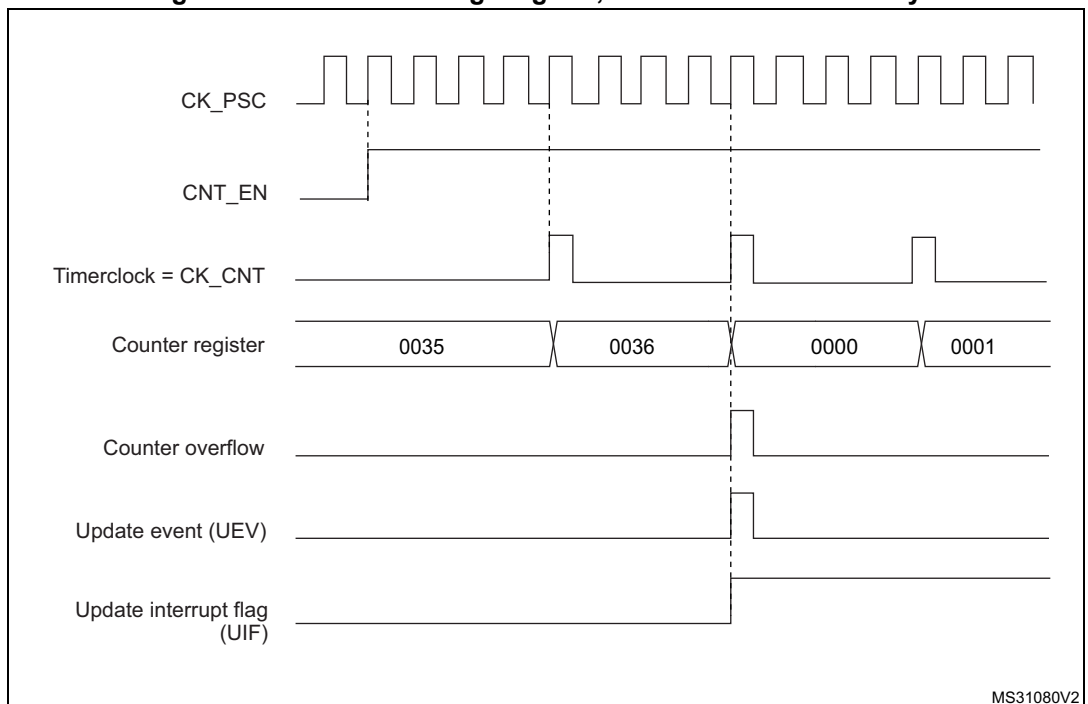 CK_PSC
CNT_EN
Timerclock = CK_CNT
Counter register
0035
0036
0000
0001
Counter overflow
Update event (UEV)
Update interrupt flag
(UIF)
MS31080V2